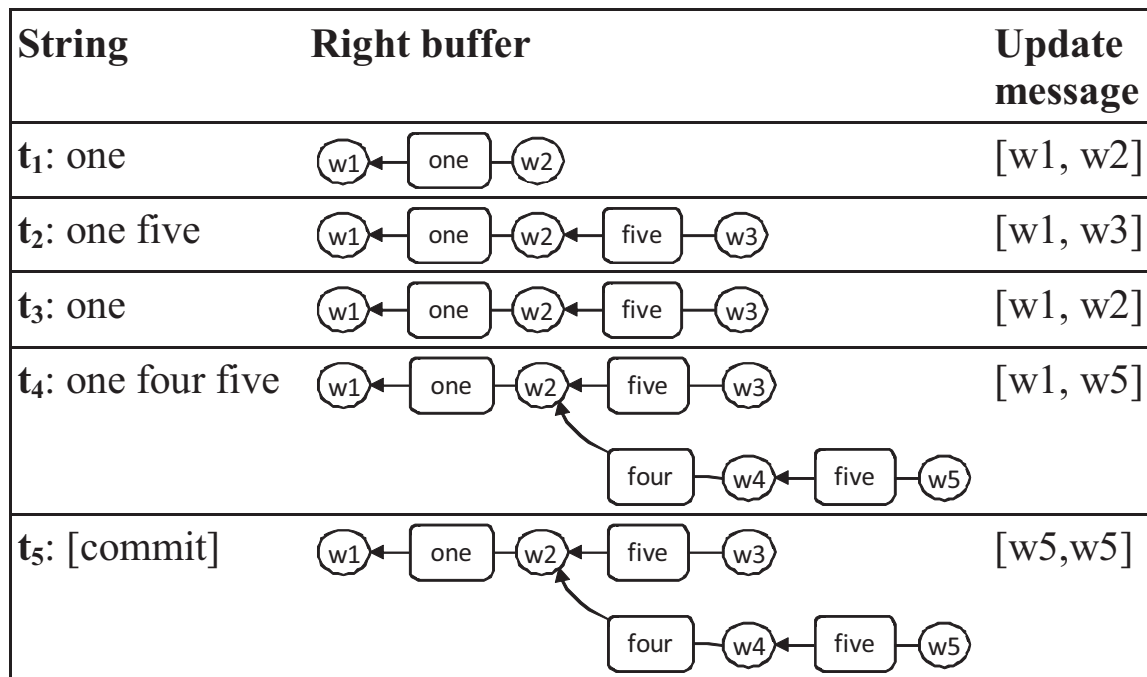 String Right buffer Update
message
t₁: one w1 one w2 [w1, w2]
t₂: one five w1 one w2 five w3 [w1, w3]
t₃: one w1 one w2 five w3 [w1, w2]
t₄: one four five w1 one w2 five w3 [w1, w5]
four w4 five w5
t₅: [commit] w1 one w2 five w3 [w5,w5]
four w4 five w5